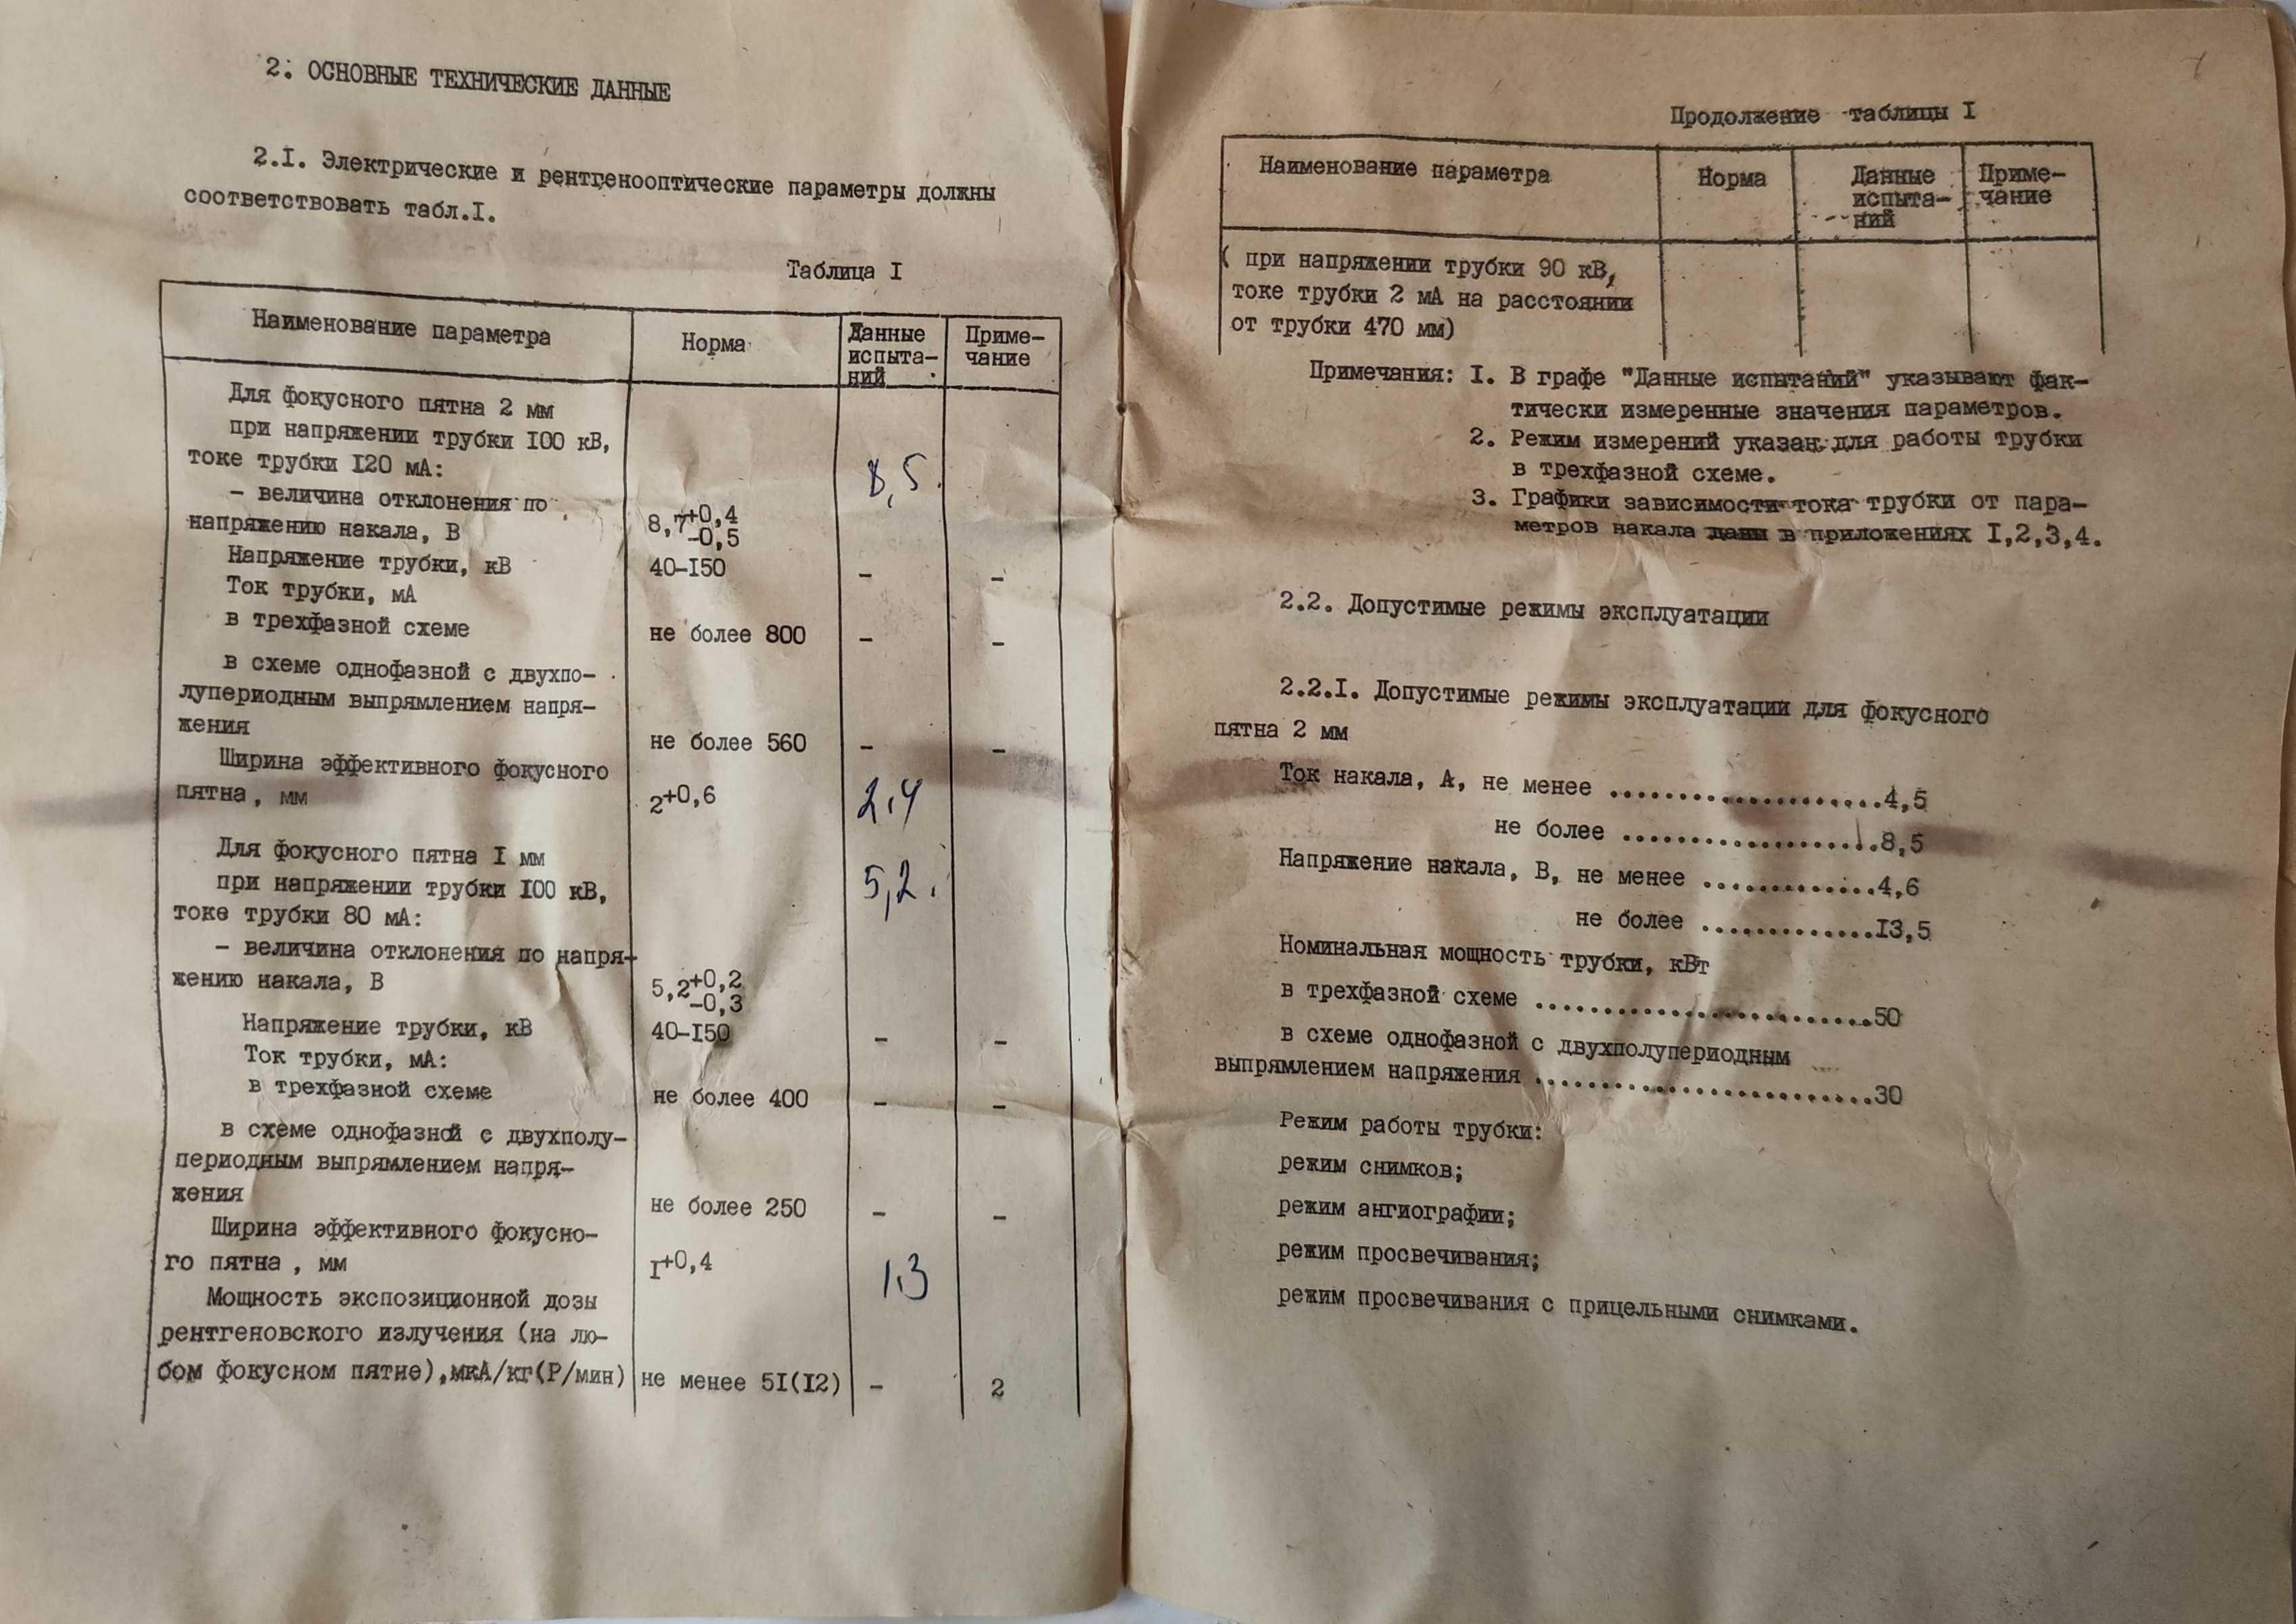 2. ОСНОВНЫЕ ТЕХНИЧЕСКИЕ ДАННЫЕ
2.I. Электрические и рентгенооптические параметры должны
соответствовать табл.I.
Таблица I
Наименование параметра
Норма
Данные
испыта-
ний
Приме-
чание
Для фокусного пятна 2 мм
при напряжении трубки I00 кВ,
токе трубки I20 мА:
- величина отклонения по
напряжению накала, В 8,7+0,4 -0,5 8,5
Напряжение трубки, кВ 40-I50 - -
Ток трубки, мА
в трехфазной схеме не более 800 - -
в схеме однофазной с двухпо-
лупериодным выпрямлением напря-
жения не более 560 - -
Ширина эффективного фокусного
пятна, мм 2+0,6 2,4
Для фокусного пятна I мм
при напряжении трубки I00 кВ,
токе трубки 80 мА:
- величина отклонения по напря-
жению накала, В 5,2+0,2 -0,3 5,2.
Напряжение трубки, кВ 40-I50 - -
Ток трубки, мА:
в трехфазной схеме не более 400 - -
в схеме однофазной с двухполу-
периодным выпрямлением напря-
жения не более 250 - -
Ширина эффективного фокусно-
го пятна, мм I+0,4 1,3
Мощность экспозиционной дозы
рентгеновского излучения (на лю-
бом фокусном пятне),мкА/кг(Р/мин) не менее 5I(I2) - 2
Продолжение таблицы I
Наименование параметра
Норма
Данные
испыта-
ний
Приме-
чание
( при напряжении трубки 90 кВ,
токе трубки 2 мА на расстоянии
от трубки 470 мм)
Примечания: I. В графе "Данные испытаний" указывают фак-
тически измеренные значения параметров.
2. Режим измерений указан для работы трубки
в трехфазной схеме.
3. Графики зависимости тока трубки от пара-
метров накала даны в приложениях I,2,3,4.
2.2. Допустимые режимы эксплуатации
2.2.I. Допустимые режимы эксплуатации для фокусного
пятна 2 мм
Ток накала, А, не менее ....................4,5
не более ...................8,5
Напряжение накала, В, не менее .............4,6
не более .............I3,5
Номинальная мощность трубки, кВт
в трехфазной схеме .........................50
в схеме однофазной с двухполупериодным
выпрямлением напряжения .........................30
Режим работы трубки:
режим снимков;
режим ангиографии;
режим просвечивания;
режим просвечивания с прицельными снимками.